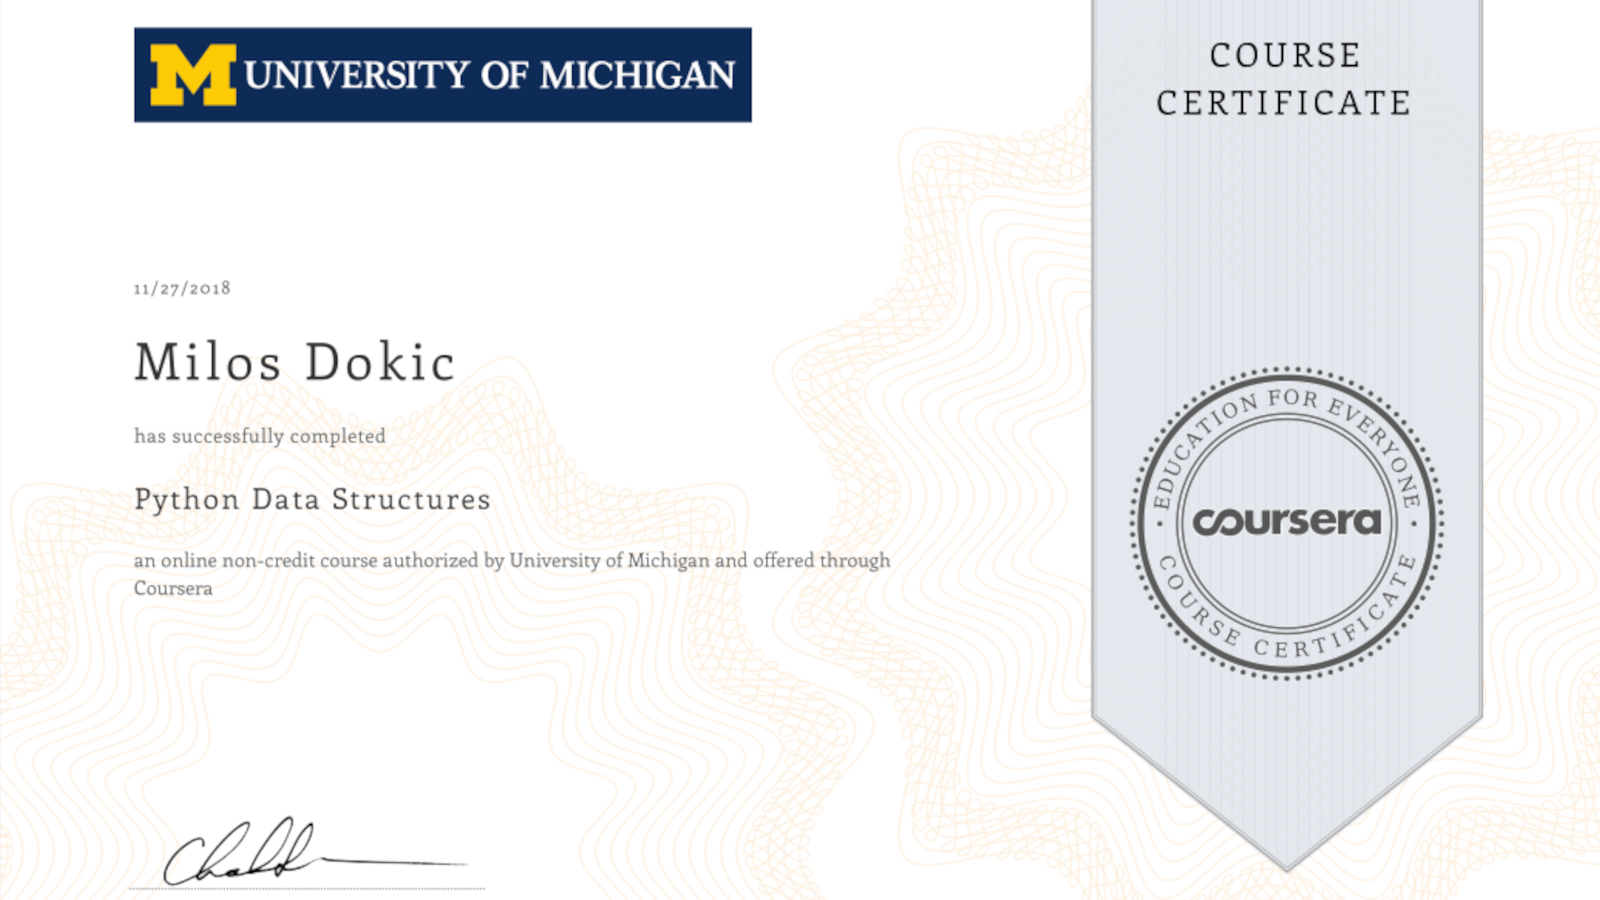 M UNIVERSITY OF MICHIGAN
11/27/2018
Milos Dokic
has successfully completed
Python Data Structures
an online non-credit course authorized by University of Michigan and offered through
Coursera
COURSE
CERTIFICATE
EDUCATION FOR EVERYONE
coursera
COURSE CERTIFICATE